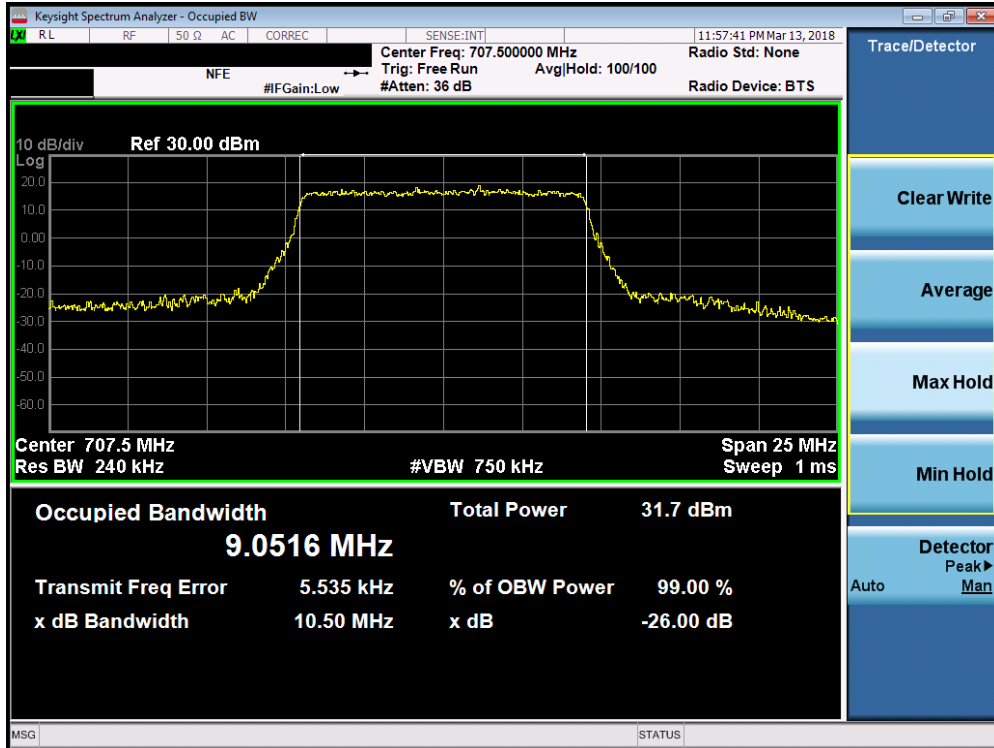 Keysight Spectrum Analyzer - Occupied BW
LXI RL RF 50 Ω AC CORREC SENSE:INT 11:57:41 PM Mar 13, 2018
Center Freq: 707.500000 MHz Radio Std: None
NFE Trig: Free Run Avg|Hold: 100/100
#IFGain:Low #Atten: 36 dB Radio Device: BTS
10 dB/div Ref 30.00 dBm
Log
20.0
10.0
0.00
-10.0
-20.0
-30.0
-40.0
-50.0
-60.0
Center 707.5 MHz Span 25 MHz
Res BW 240 kHz #VBW 750 kHz Sweep 1 ms
Occupied Bandwidth Total Power 31.7 dBm
9.0516 MHz
Transmit Freq Error 5.535 kHz % of OBW Power 99.00 %
x dB Bandwidth 10.50 MHz x dB -26.00 dB
Trace/Detector
Clear Write
Average
Max Hold
Min Hold
Detector
Peak▶
Auto Man
MSG STATUS